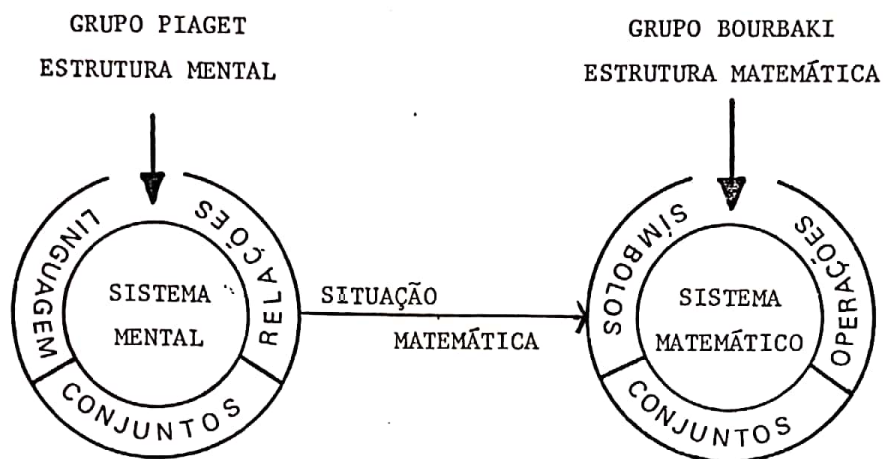 GRUPO PIAGET
ESTRUTURA MENTAL
GRUPO BOURBAKI
ESTRUTURA MATEMÁTICA
LINGUAGEM
RELAÇÕES
CONJUNTOS
SISTEMA
MENTAL
SITUAÇÃO
MATEMÁTICA
SÍMBOLOS
OPERAÇÕES
CONJUNTOS
SISTEMA
MATEMÁTICO